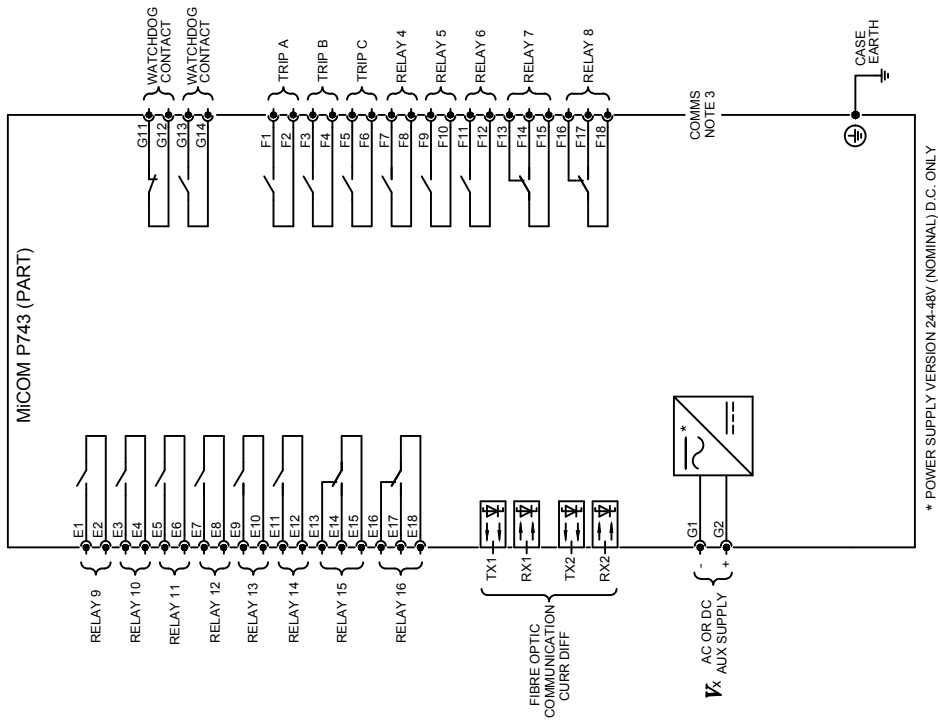 MiCOM P743 (PART)
WATCHDOG
CONTACT
WATCHDOG
CONTACT
G11
G12
G13
G14
TRIP A
TRIP B
TRIP C
RELAY 4
RELAY 5
RELAY 6
RELAY 7
RELAY 8
F1
F2
F3
F4
F5
F6
F7
F8
F9
F10
F11
F12
F13
F14
F15
F16
F17
F18
COMMS
NOTE 3
CASE
EARTH
E1
E2
E3
E4
E5
E6
E7
E8
E9
E10
E11
E12
E13
E14
E15
E16
E17
E18
RELAY 9
RELAY 10
RELAY 11
RELAY 12
RELAY 13
RELAY 14
RELAY 15
RELAY 16
TX1
RX1
TX2
RX2
FIBRE OPTIC
COMMUNICATION
CURR DIFF
G1
G2
-
+
*
Vx
AC OR DC
AUX SUPPLY
* POWER SUPPLY VERSION 24-48V (NOMINAL) D.C. ONLY